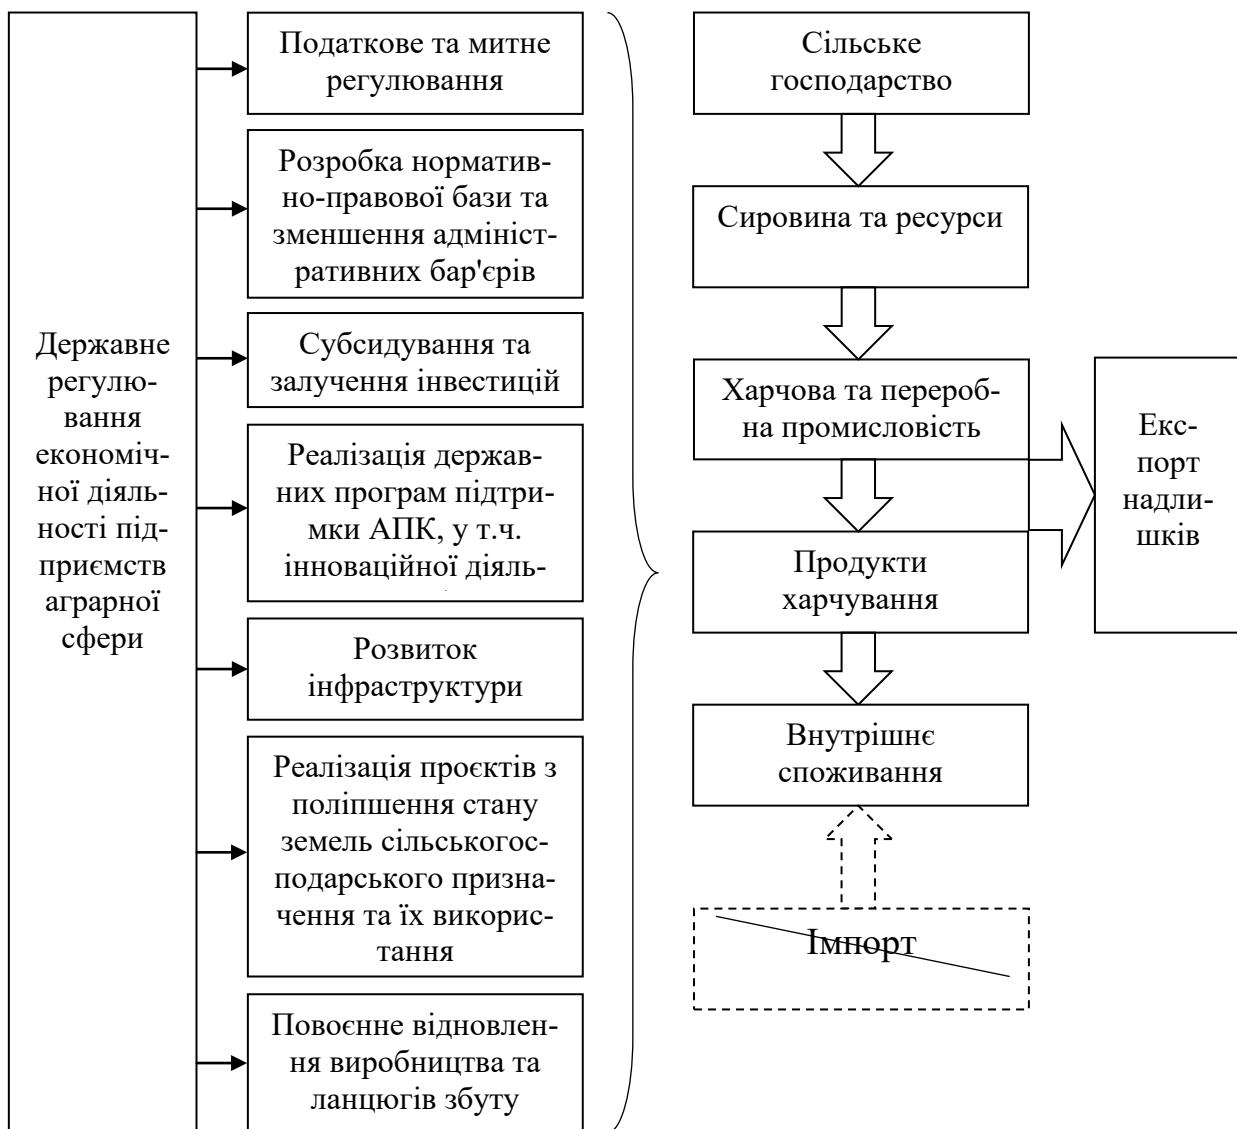 Державне
регулю-
вання
економіч-
ної діяль-
ності під-
приємств
аграрної
сфери
Податкове та митне
регулювання
Розробка норматив-
но-правової бази та
зменшення адмініст-
ративних бар'єрів
Субсидування та
залучення інвестицій
Реалізація держав-
них програм підтри-
мки АПК, у т.ч.
інноваційної діяль-
Розвиток
інфраструктури
Реалізація проєктів з
поліпшення стану
земель сільськогос-
подарського призна-
чення та їх викорис-
тання
Повоєнне відновлен-
ня виробництва та
ланцюгів збуту
Сільське
господарство
Сировина та ресурси
Харчова та перероб-
на промисловість
Продукти
харчування
Внутрішнє
споживання
Імпорт
Екс-
порт
надли-
шків